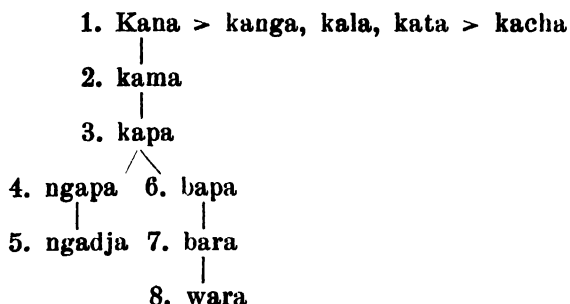 1. Kana > kanga, kala, kata > kacha
2. kama
3. kapa
4. ngapa 6. bapa
5. ngadja 7. bara
8. wara